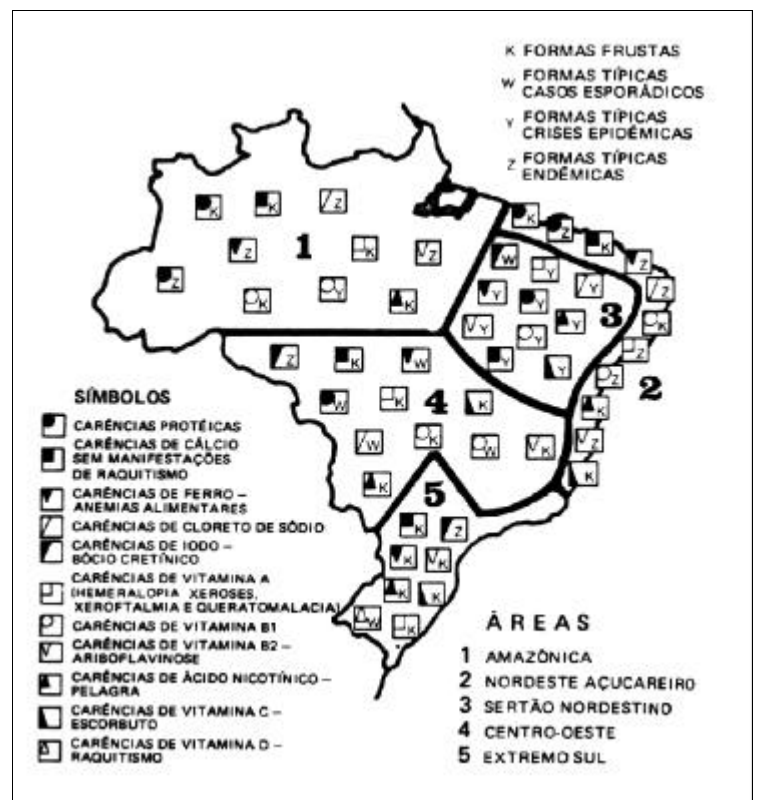 K FORMAS FRUSTAS
W FORMAS TÍPICAS
CASOS ESPORÁDICOS
Y FORMAS TÍPICAS
CRISES EPIDÊMICAS
Z FORMAS TÍPICAS
ENDÊMICAS
K K Z
1 Z K Z
Z K Y K
K Z K Z Z K Z Z K Z K
W Y Y
Y Y Y 3
Y Y
Y Y
2
Z K W
W K 4 K
W K W K
K
5
K Z
K K
K K
W K
SÍMBOLOS
CARÊNCIAS PROTÉICAS
CARÊNCIAS DE CÁLCIO
SEM MANIFESTAÇÕES
DE RAQUITISMO
CARÊNCIAS DE FERRO –
ANEMIAS ALIMENTARES
CARÊNCIAS DE CLORETO DE SÓDIO
CARÊNCIAS DE IODO –
BÓCIO CRETÍNICO
CARÊNCIAS DE VITAMINA A
(HEMERALOPIA XEROSES,
XEROFTALMIA E QUERATOMALACIA)
CARÊNCIAS DE VITAMINA B1
CARÊNCIAS DE VITAMINA B2 –
ARIBOFLAVINOSE
CARÊNCIAS DE ÁCIDO NICOTÍNICO –
PELAGRA
CARÊNCIAS DE VITAMINA C –
ESCORBUTO
CARÊNCIAS DE VITAMINA D –
RAQUITISMO
ÁREAS
1 AMAZÔNICA
2 NORDESTE AÇUCAREIRO
3 SERTÃO NORDESTINO
4 CENTRO-OESTE
5 EXTREMO SUL